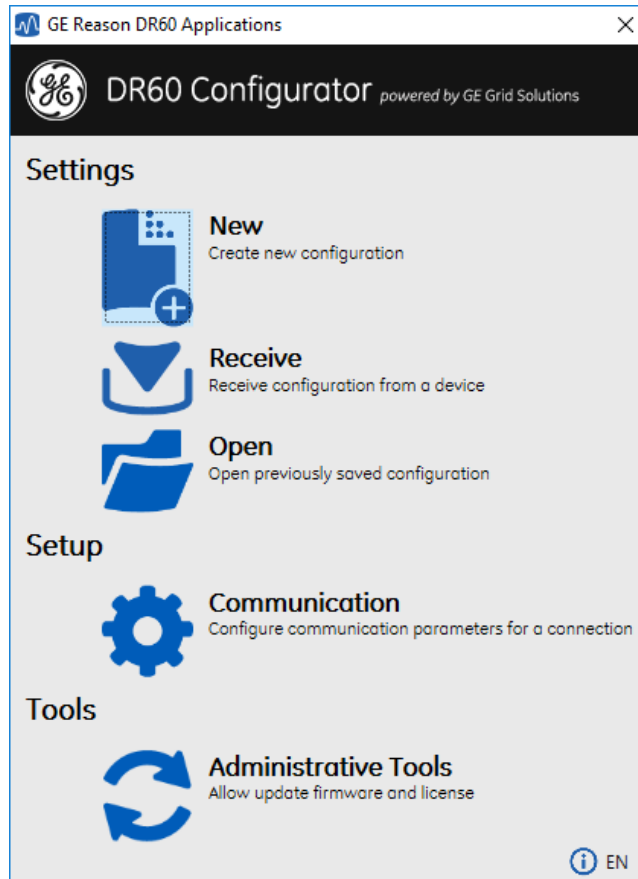 GE Reason DR60 Applications
DR60 Configurator powered by GE Grid Solutions
Settings
New
Create new configuration
Receive
Receive configuration from a device
Open
Open previously saved configuration
Setup
Communication
Configure communication parameters for a connection
Tools
Administrative Tools
Allow update firmware and license
EN